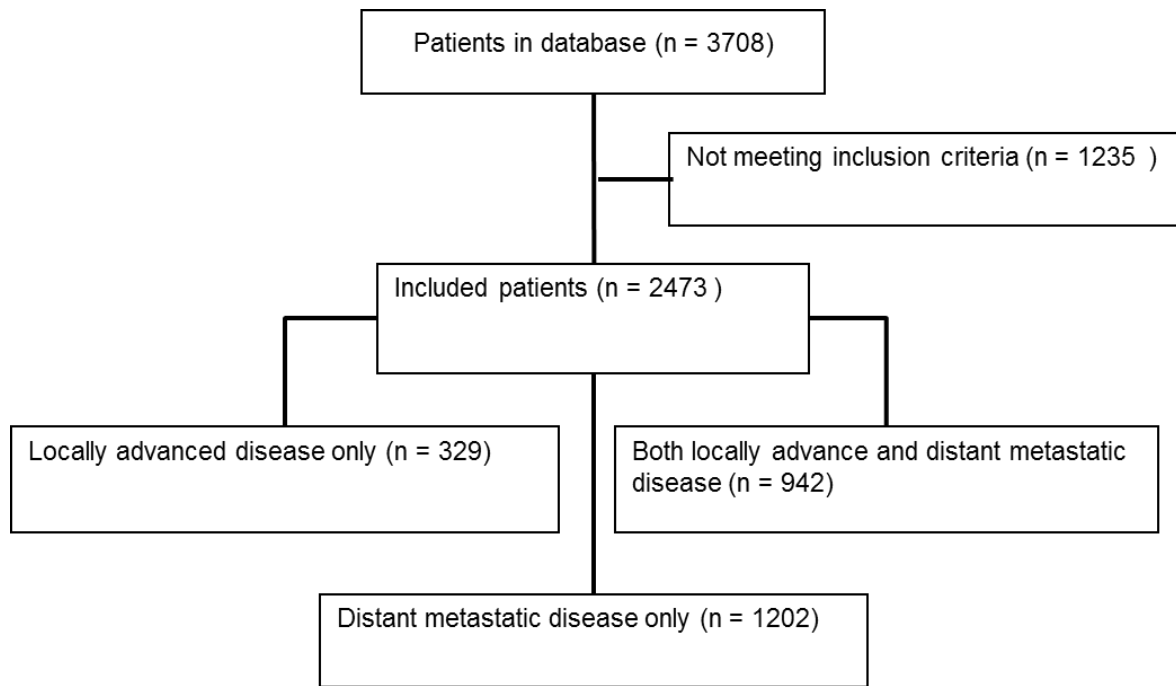 Patients in database (n = 3708)
Not meeting inclusion criteria (n = 1235 )
Included patients (n = 2473 )
Locally advanced disease only (n = 329)
Both locally advance and distant metastatic
disease (n = 942)
Distant metastatic disease only (n = 1202)